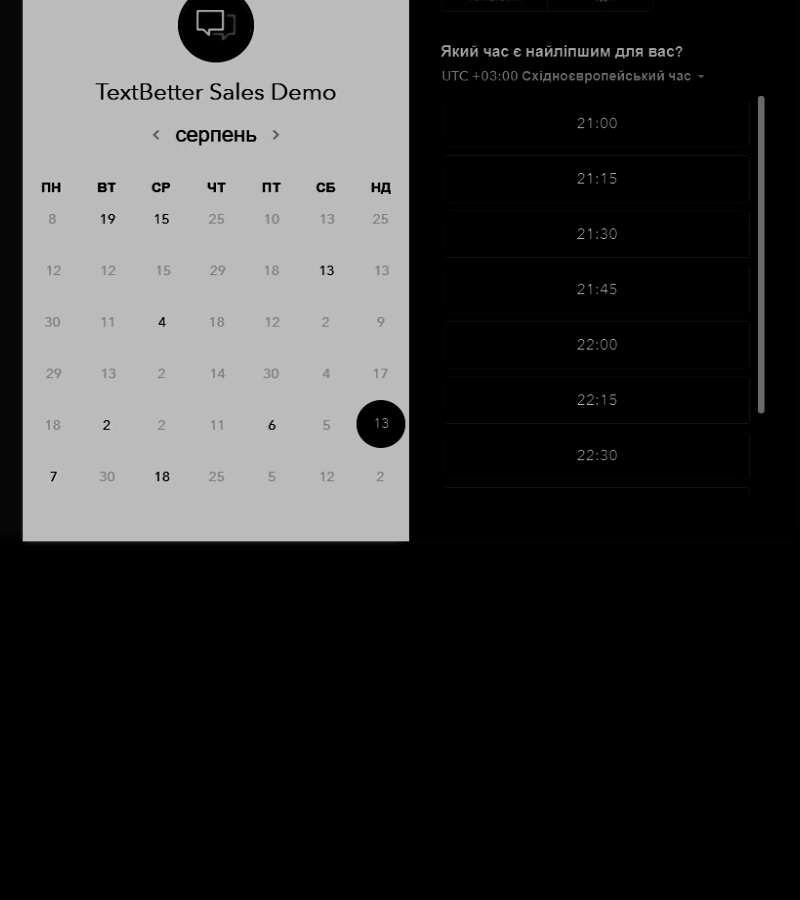 TextBetter Sales Demo
серпень
ПН ВТ СР ЧТ ПТ СБ НД
8 19 15 25 10 13 25
12 12 15 29 18 13 13
30 11 4 18 12 2 9
29 13 2 14 30 4 17
18 2 2 11 6 5 13
7 30 18 25 5 12 2
Який час є найліпшим для вас?
UTC +03:00 Східноєвропейський час
21:00
21:15
21:30
21:45
22:00
22:15
22:30